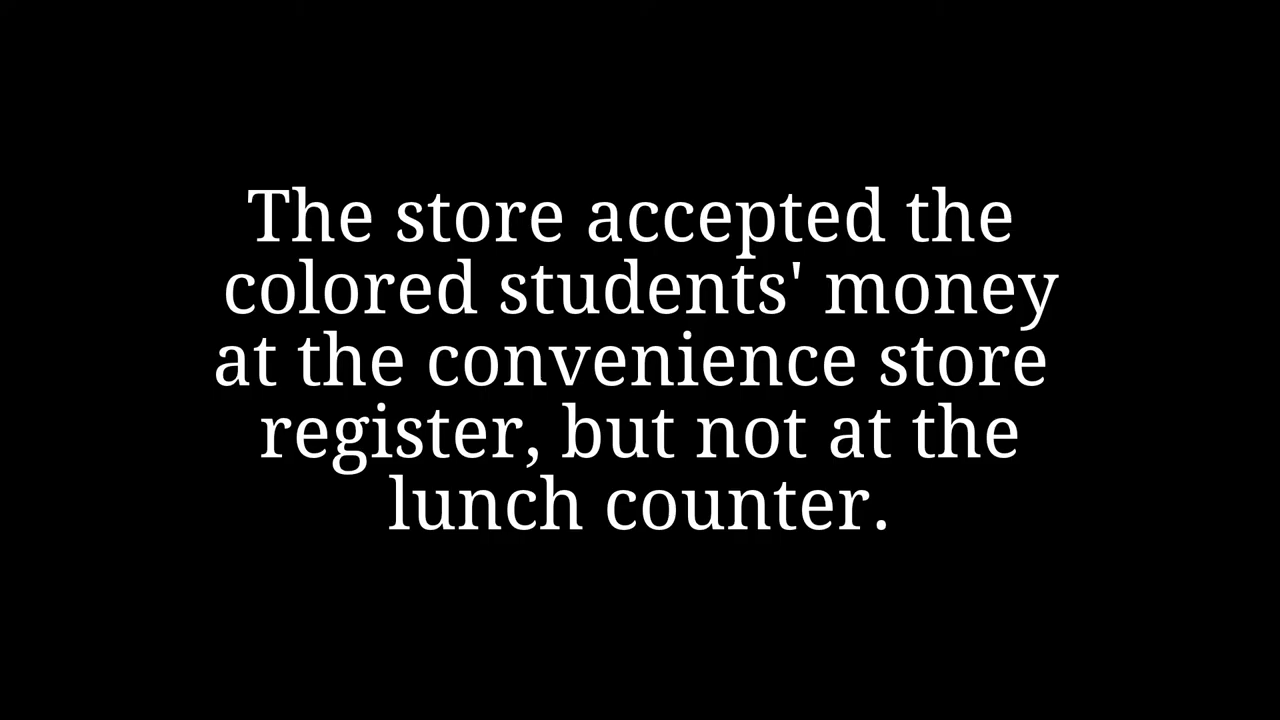 The store accepted the
colored students' money
at the convenience store
register, but not at the
lunch counter.